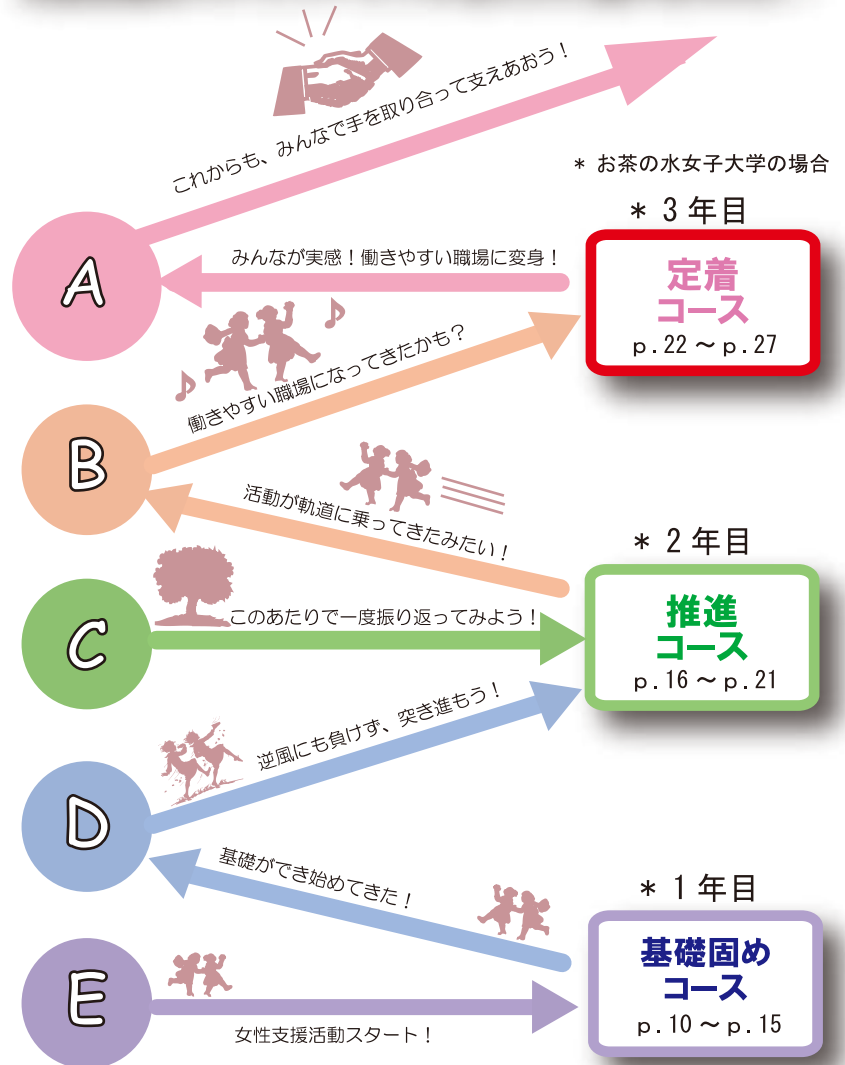 これからも、みんなで手を取り合って支えあおう！
* お茶の水女子大学の場合
* 3 年目
A
みんなが実感！働きやすい職場に変身！
定着
コース
p.22 ～ p.27
働きやすい職場になってきたかも？
B
活動が軌道に乗ってきたみたい！
* 2 年目
C
このあたりで一度振り返ってみよう！
推進
コース
p.16 ～ p.21
逆風にも負けず、突き進もう！
D
基礎ができ始めてきた！
* 1 年目
E
基礎固め
コース
p.10 ～ p.15
女性支援活動スタート！